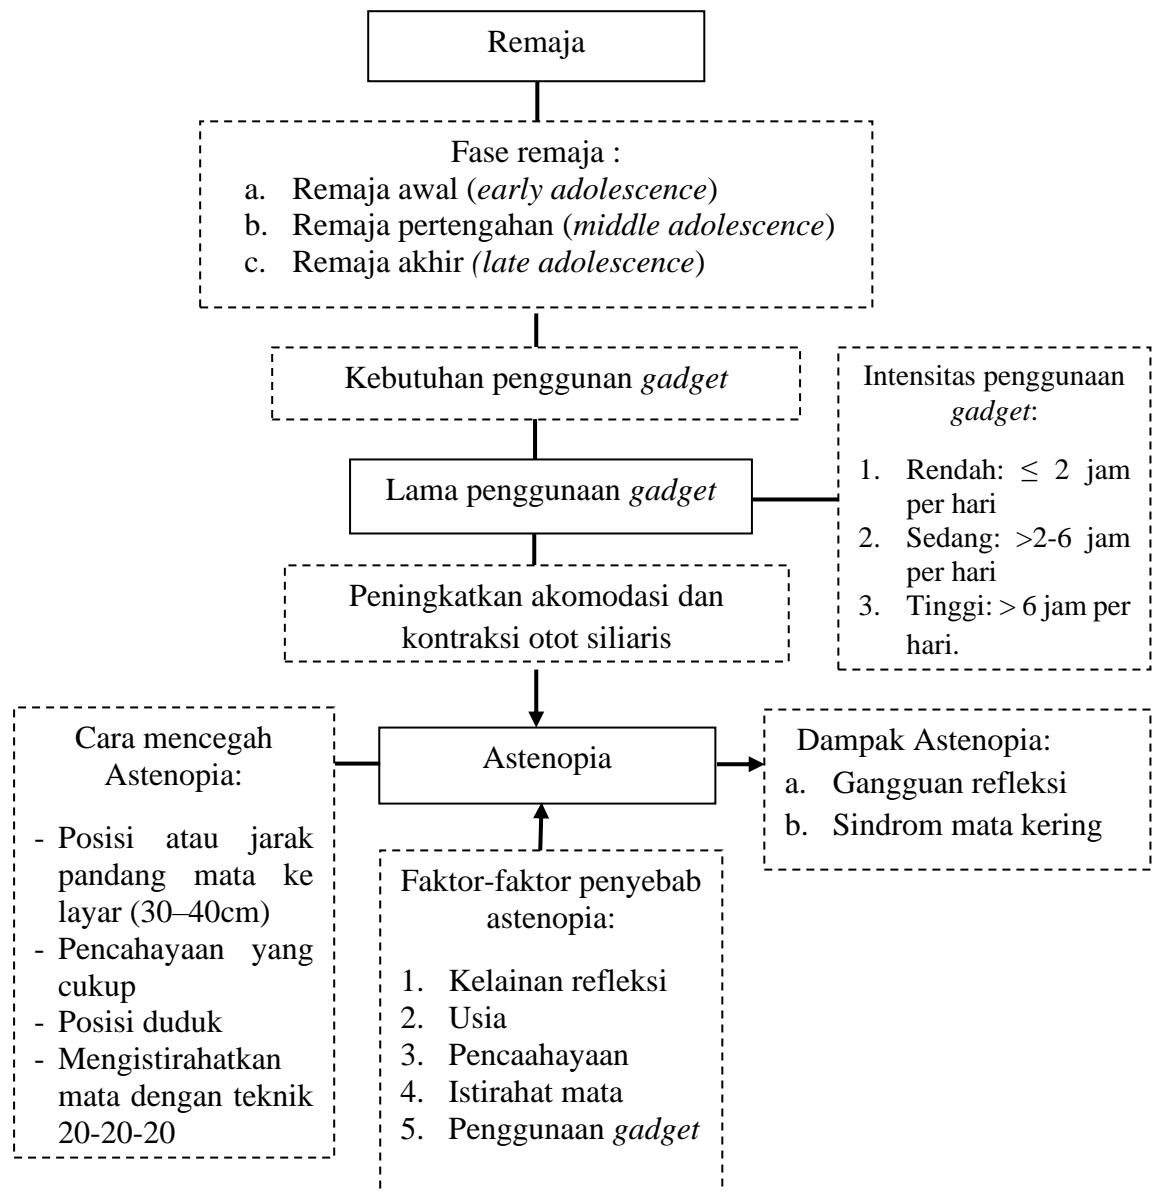 Remaja
Fase remaja :
a. Remaja awal (early adolescence)
b. Remaja pertengahan (middle adolescence)
c. Remaja akhir (late adolescence)
Kebutuhan penggunan gadget
Intensitas penggunaan
gadget:
1. Rendah: ≤ 2 jam
per hari
2. Sedang: >2-6 jam
per hari
3. Tinggi: > 6 jam per
hari.
Lama penggunaan gadget
Peningkatkan akomodasi dan
kontraksi otot siliaris
Cara mencegah
Astenopia:
- Posisi atau jarak
pandang mata ke
layar (30–40cm)
- Pencahayaan yang
cukup
- Posisi duduk
- Mengistirahatkan
mata dengan teknik
20-20-20
Astenopia
Dampak Astenopia:
a. Gangguan refleksi
b. Sindrom mata kering
Faktor-faktor penyebab
astenopia:
1. Kelainan refleksi
2. Usia
3. Pencaahayaan
4. Istirahat mata
5. Penggunaan gadget